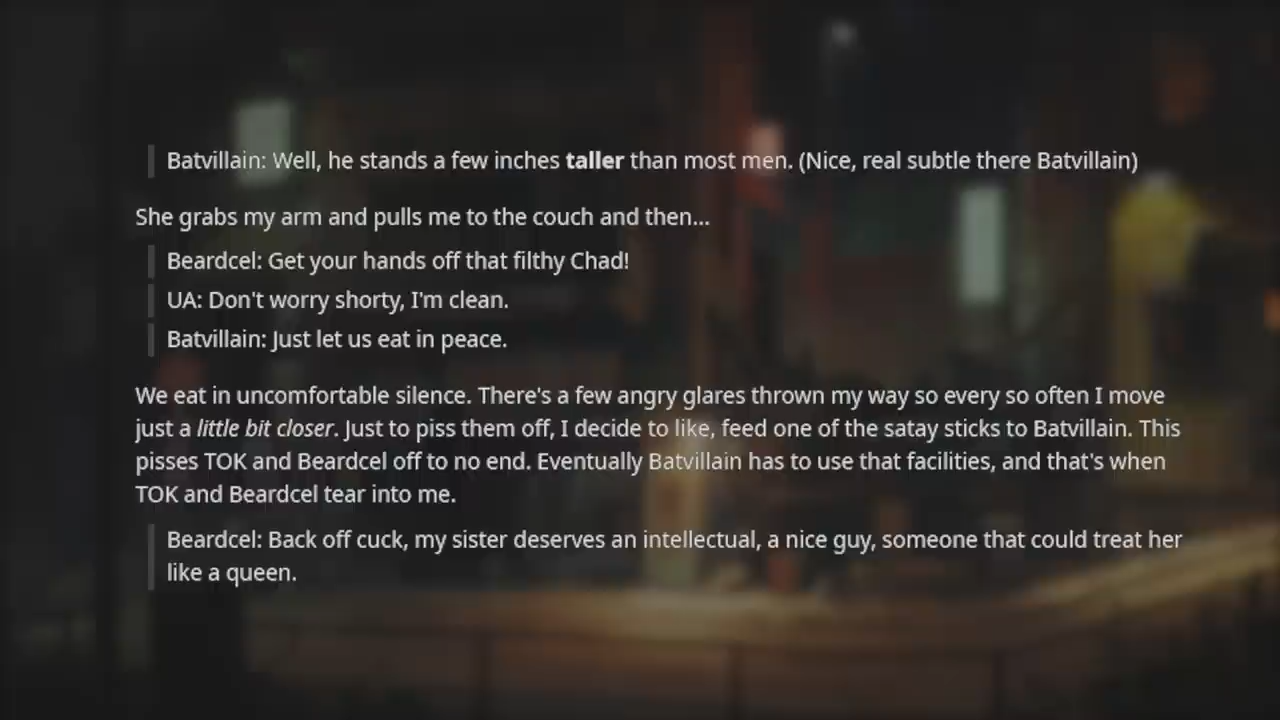 Batvillain: Well, he stands a few inches taller than most men. (Nice, real subtle there Batvillain)
She grabs my arm and pulls me to the couch and then...
Beardcel: Get your hands off that filthy Chad!
UA: Don't worry shorty, I'm clean.
Batvillain: Just let us eat in peace.
We eat in uncomfortable silence. There's a few angry glares thrown my way so every so often I move
just a little bit closer. Just to piss them off, I decide to like, feed one of the satay sticks to Batvillain. This
pisses TOK and Beardcel off to no end. Eventually Batvillain has to use that facilities, and that's when
TOK and Beardcel tear into me.
Beardcel: Back off cuck, my sister deserves an intellectual, a nice guy, someone that could treat her
like a queen.